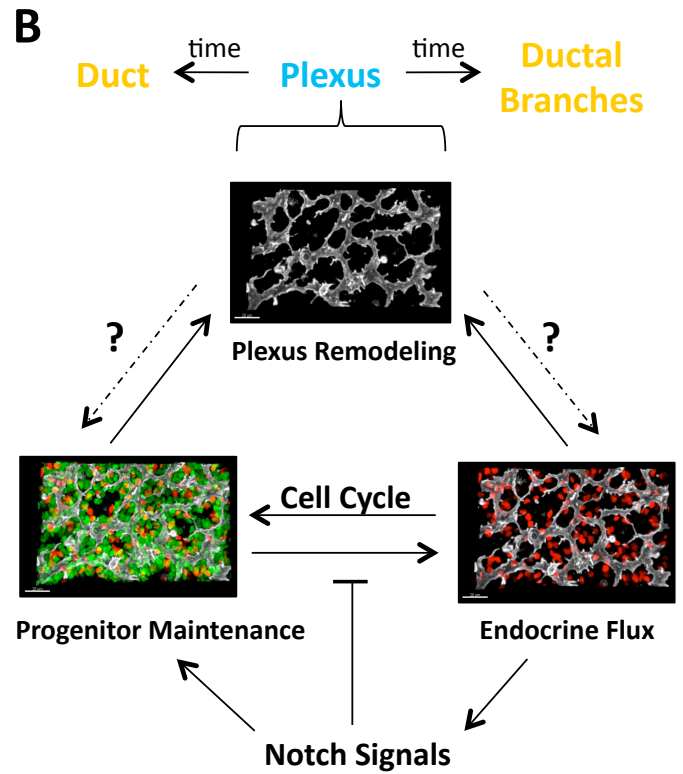 B
time
time
Duct
Plexus
Ductal
Branches
?
?
Plexus Remodeling
Cell Cycle
Progenitor Maintenance
Endocrine Flux
Notch Signals